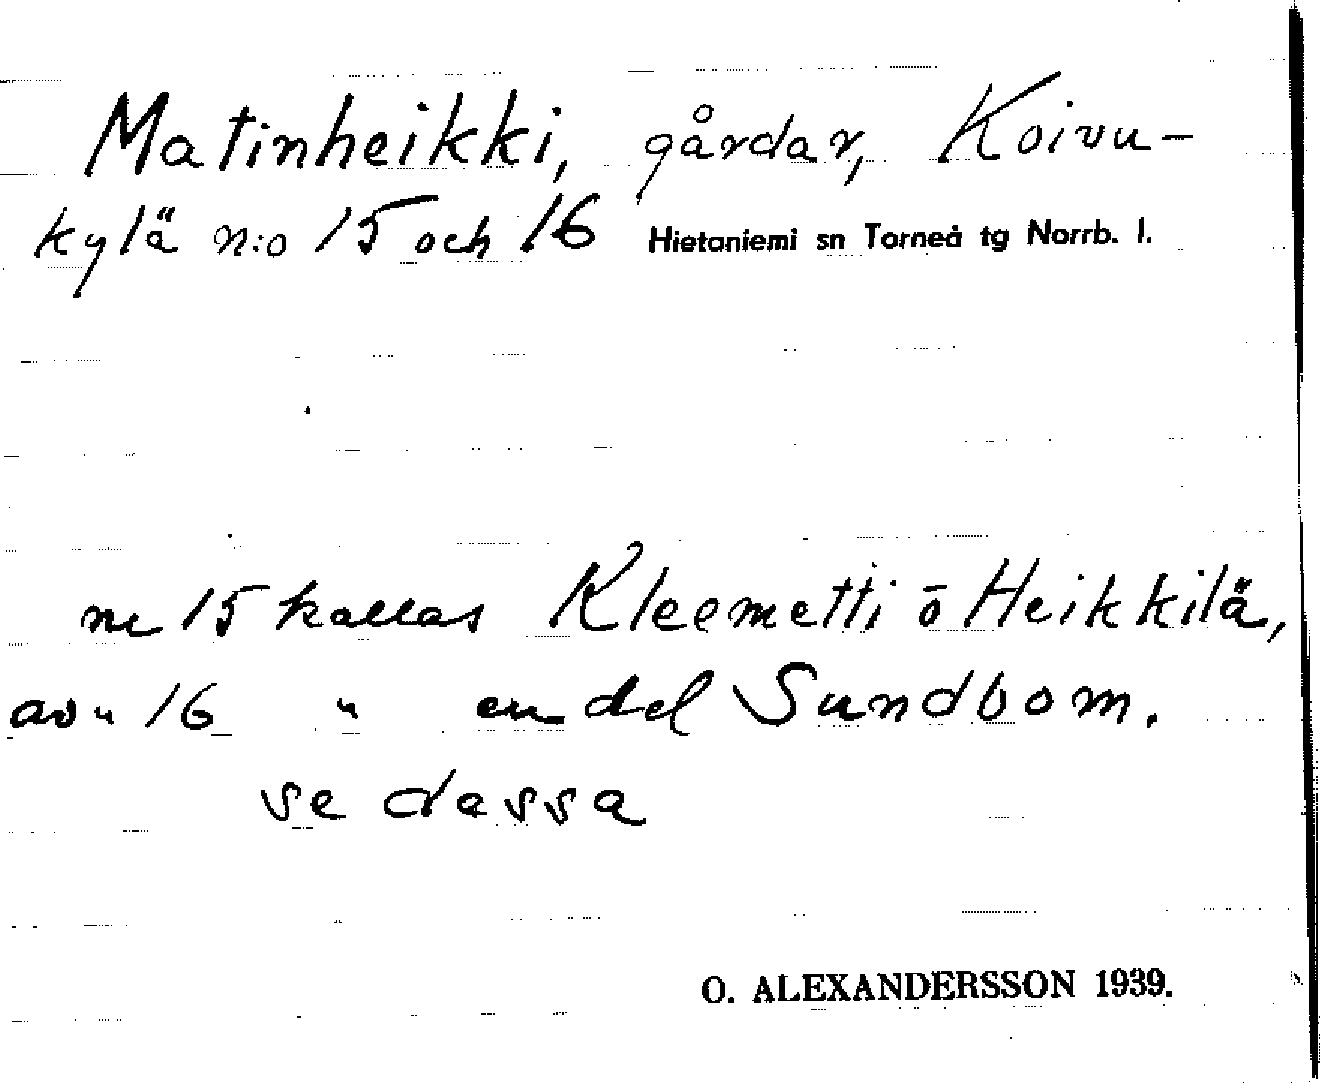 Matinheikki, gårdar, Koivu-
kylä n:o 15 och 16 Hietaniemi sn Torneå tg Norrb. l.
nr 15 kallas Kleemetti o Heikkilä,
av " 16 " en del Sundbom.
se dessa
O. ALEXANDERSSON 1939.